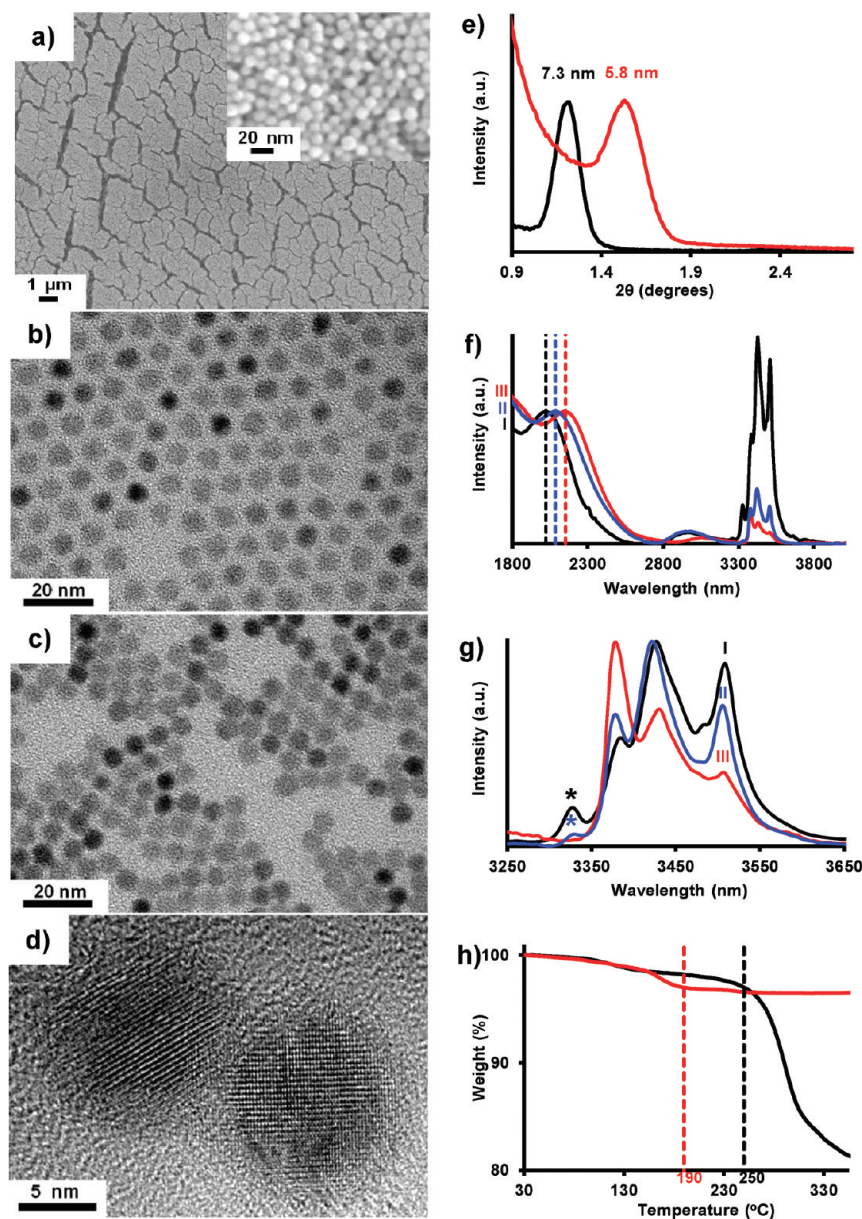 a)
20 nm
1 μm
b)
20 nm
c)
20 nm
d)
5 nm
e)
7.3 nm 5.8 nm
Intensity (a.u.)
0.9 1.4 1.9 2.4
2θ (degrees)
f)
Intensity (a.u.)
III
II
I
1800 2300 2800 3300 3800
Wavelength (nm)
g)
Intensity (a.u.)
I
II
III
*
*
3250 3350 3450 3550 3650
Wavelength (nm)
h)
100
90
80
Weight (%)
190 250
30 130 230 330
Temperature (ºC)